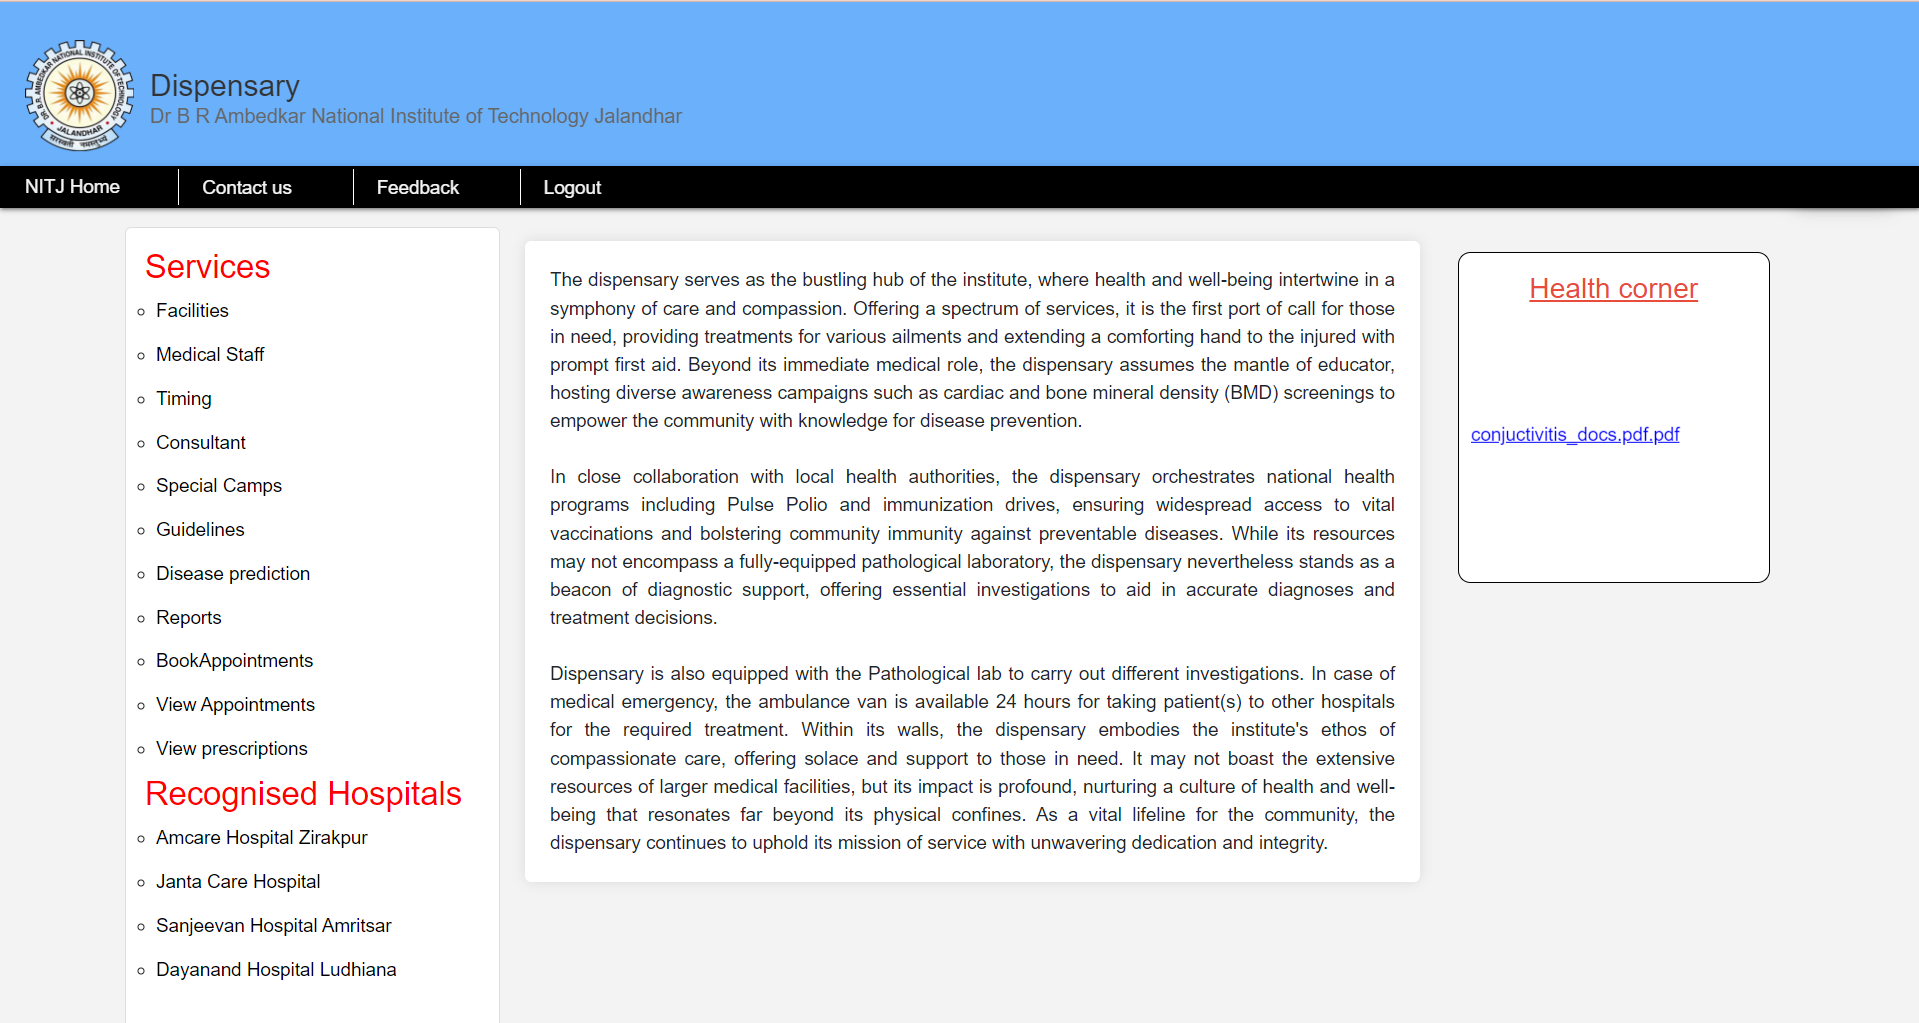 DR. B R. AMBEDKAR NATIONAL INSTITUTE OF TECHNOLOGY
JALANDHAR
Dispensary
Dr B R Ambedkar National Institute of Technology Jalandhar
NITJ Home
Contact us
Feedback
Logout
Services
Facilities
Medical Staff
Timing
Consultant
Special Camps
Guidelines
Disease prediction
Reports
BookAppointments
View Appointments
View prescriptions
Recognised Hospitals
Amcare Hospital Zirakpur
Janta Care Hospital
Sanjeevan Hospital Amritsar
Dayanand Hospital Ludhiana
The dispensary serves as the bustling hub of the institute, where health and well-being intertwine in a
symphony of care and compassion. Offering a spectrum of services, it is the first port of call for those
in need, providing treatments for various ailments and extending a comforting hand to the injured with
prompt first aid. Beyond its immediate medical role, the dispensary assumes the mantle of educator,
hosting diverse awareness campaigns such as cardiac and bone mineral density (BMD) screenings to
empower the community with knowledge for disease prevention.
In close collaboration with local health authorities, the dispensary orchestrates national health
programs including Pulse Polio and immunization drives, ensuring widespread access to vital
vaccinations and bolstering community immunity against preventable diseases. While its resources
may not encompass a fully-equipped pathological laboratory, the dispensary nevertheless stands as a
beacon of diagnostic support, offering essential investigations to aid in accurate diagnoses and
treatment decisions.
Dispensary is also equipped with the Pathological lab to carry out different investigations. In case of
medical emergency, the ambulance van is available 24 hours for taking patient(s) to other hospitals
for the required treatment. Within its walls, the dispensary embodies the institute's ethos of
compassionate care, offering solace and support to those in need. It may not boast the extensive
resources of larger medical facilities, but its impact is profound, nurturing a culture of health and well-
being that resonates far beyond its physical confines. As a vital lifeline for the community, the
dispensary continues to uphold its mission of service with unwavering dedication and integrity.
Health corner
conjuctivitis_docs.pdf.pdf